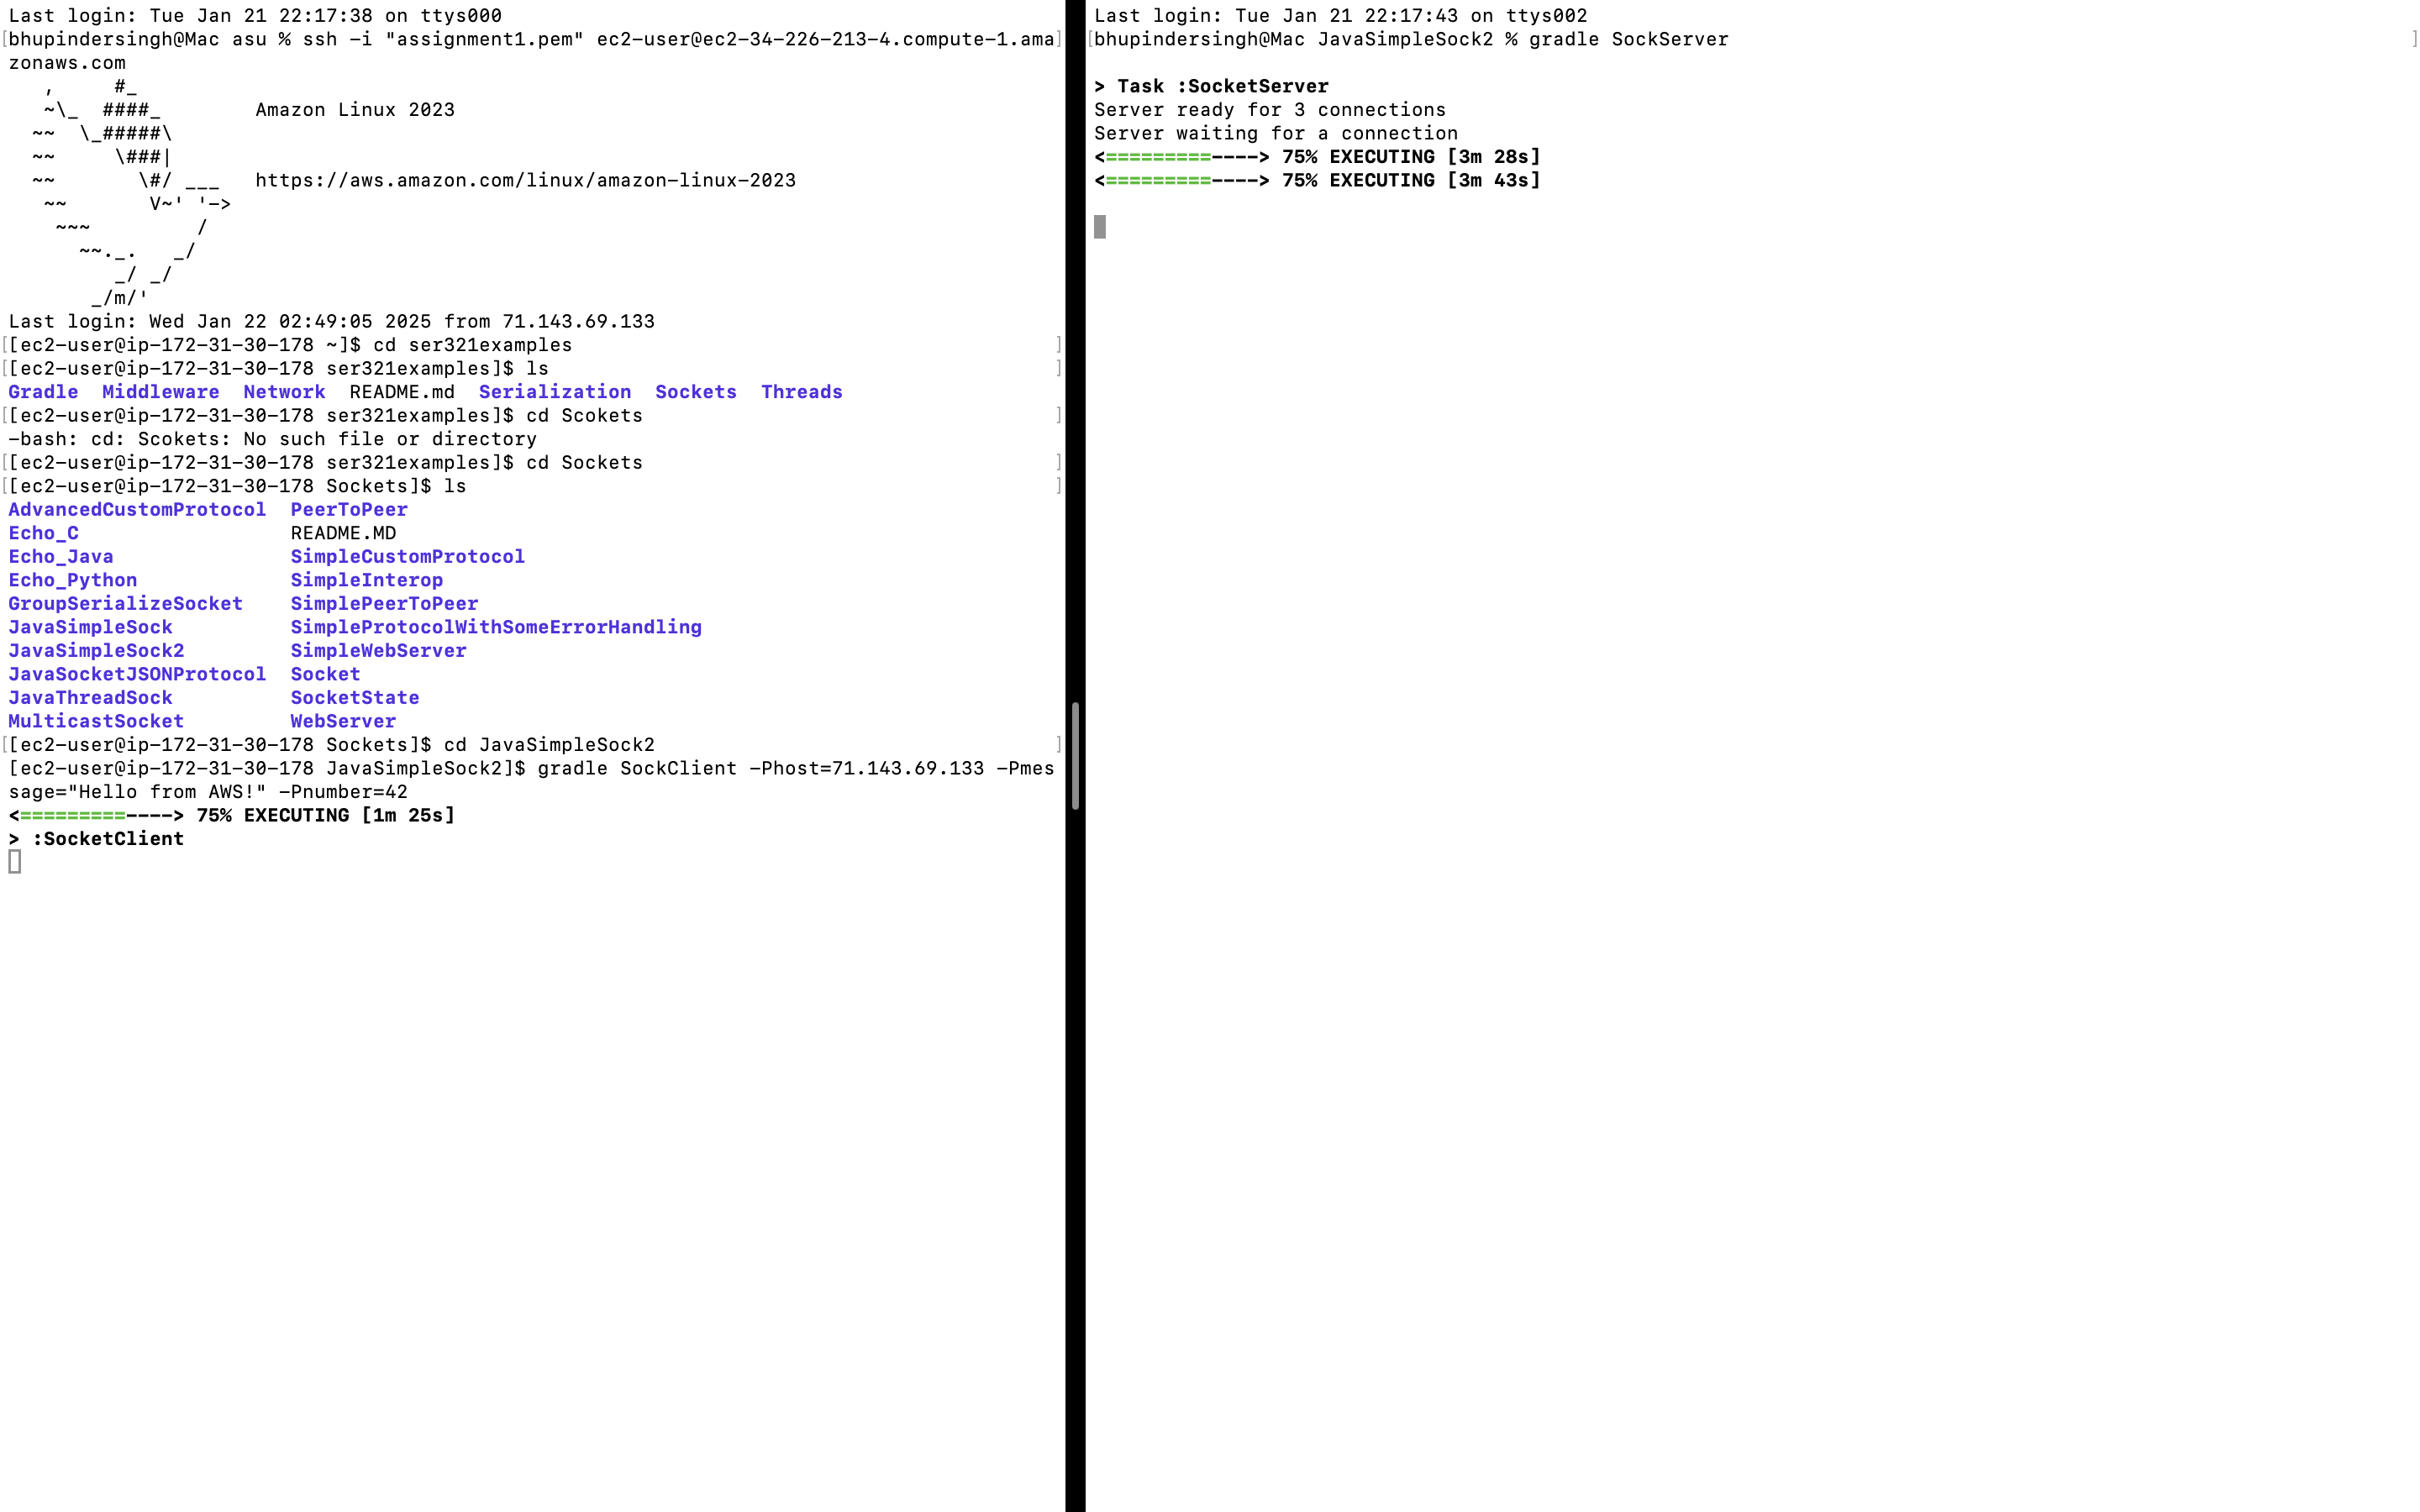 Last login: Tue Jan 21 22:17:38 on ttys000
[bhupindersingh@Mac asu % ssh -i "assignment1.pem" ec2-user@ec2-34-226-213-4.compute-1.ama]
zonaws.com
   ,     #_
   ~\_  ####_        Amazon Linux 2023
  ~~  \_#####\
  ~~     \###|
  ~~       \#/ ___   https://aws.amazon.com/linux/amazon-linux-2023
   ~~       V~' '->
    ~~~         /
      ~~._.   _/
         _/ _/
       _/m/'
Last login: Wed Jan 22 02:49:05 2025 from 71.143.69.133
[[ec2-user@ip-172-31-30-178 ~]$ cd ser321examples ]
[[ec2-user@ip-172-31-30-178 ser321examples]$ ls ]
Gradle  Middleware  Network  README.md  Serialization  Sockets  Threads
[[ec2-user@ip-172-31-30-178 ser321examples]$ cd Scokets ]
-bash: cd: Scokets: No such file or directory
[[ec2-user@ip-172-31-30-178 ser321examples]$ cd Sockets ]
[[ec2-user@ip-172-31-30-178 Sockets]$ ls ]
AdvancedCustomProtocol  PeerToPeer
Echo_C                  README.MD
Echo_Java               SimpleCustomProtocol
Echo_Python             SimpleInterop
GroupSerializeSocket    SimplePeerToPeer
JavaSimpleSock          SimpleProtocolWithSomeErrorHandling
JavaSimpleSock2         SimpleWebServer
JavaSocketJSONProtocol  Socket
JavaThreadSock          SocketState
MulticastSocket         WebServer
[[ec2-user@ip-172-31-30-178 Sockets]$ cd JavaSimpleSock2 ]
[ec2-user@ip-172-31-30-178 JavaSimpleSock2]$ gradle SockClient -Phost=71.143.69.133 -Pmes
sage="Hello from AWS!" -Pnumber=42
<=========----> 75% EXECUTING [1m 25s]
> :SocketClient
Last login: Tue Jan 21 22:17:43 on ttys002
[bhupindersingh@Mac JavaSimpleSock2 % gradle SockServer ]
> Task :SocketServer
Server ready for 3 connections
Server waiting for a connection
<=========----> 75% EXECUTING [3m 28s]
<=========----> 75% EXECUTING [3m 43s]